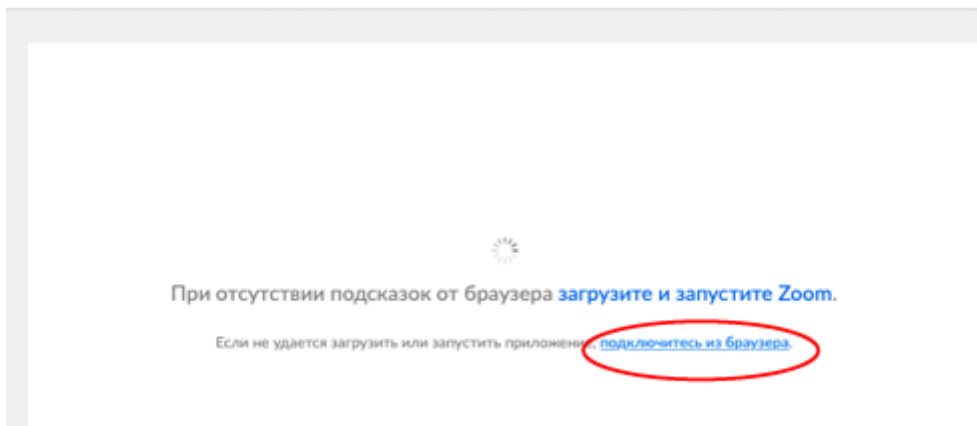 При отсутствии подсказок от браузера загрузите и запустите Zoom.
Если не удается загрузить или запустить приложение, подключитесь из браузера.